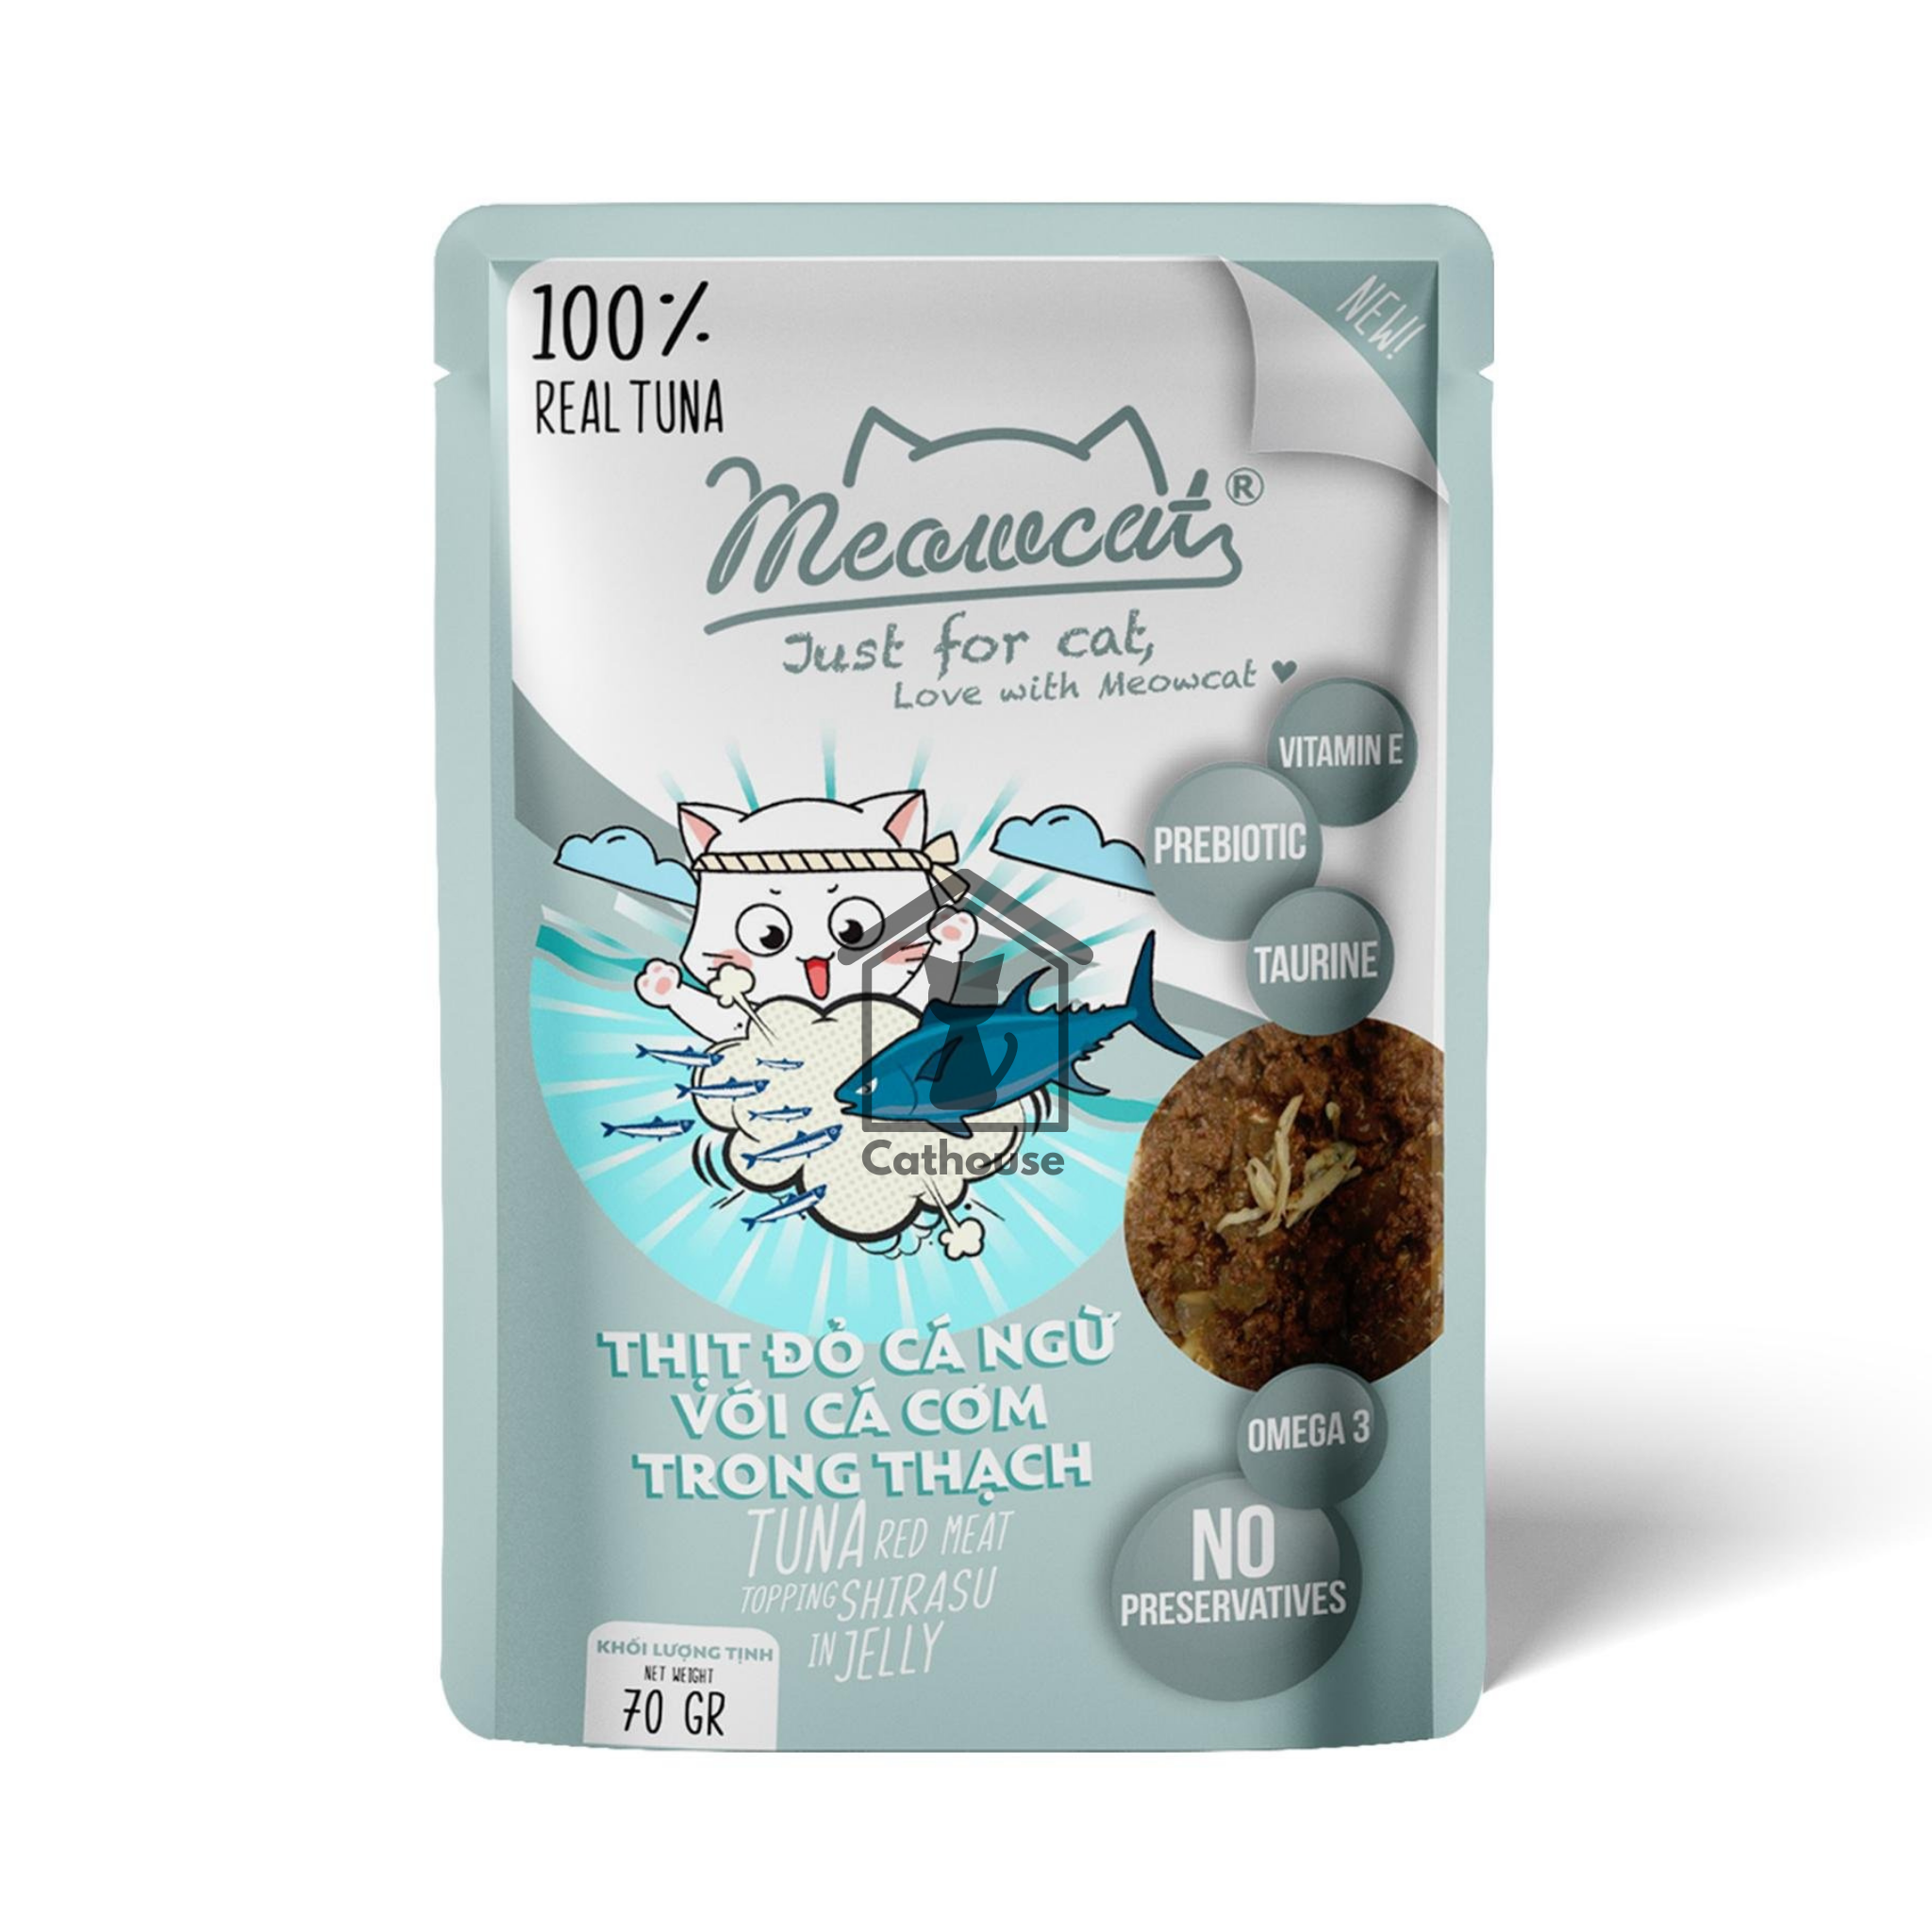 100%
REAL TUNA
NEW!
Meowcat®
Just for cat,
Love with Meowcat ♥
VITAMIN E
PREBIOTIC
TAURINE
Cathouse
THỊT ĐỎ CÁ NGỪ
VỚI CÁ CƠM
TRONG THẠCH
TUNA RED MEAT
TOPPING SHIRASU
IN JELLY
OMEGA 3
NO
PRESERVATIVES
KHỐI LƯỢNG TỊNH
NET WEIGHT
70 GR